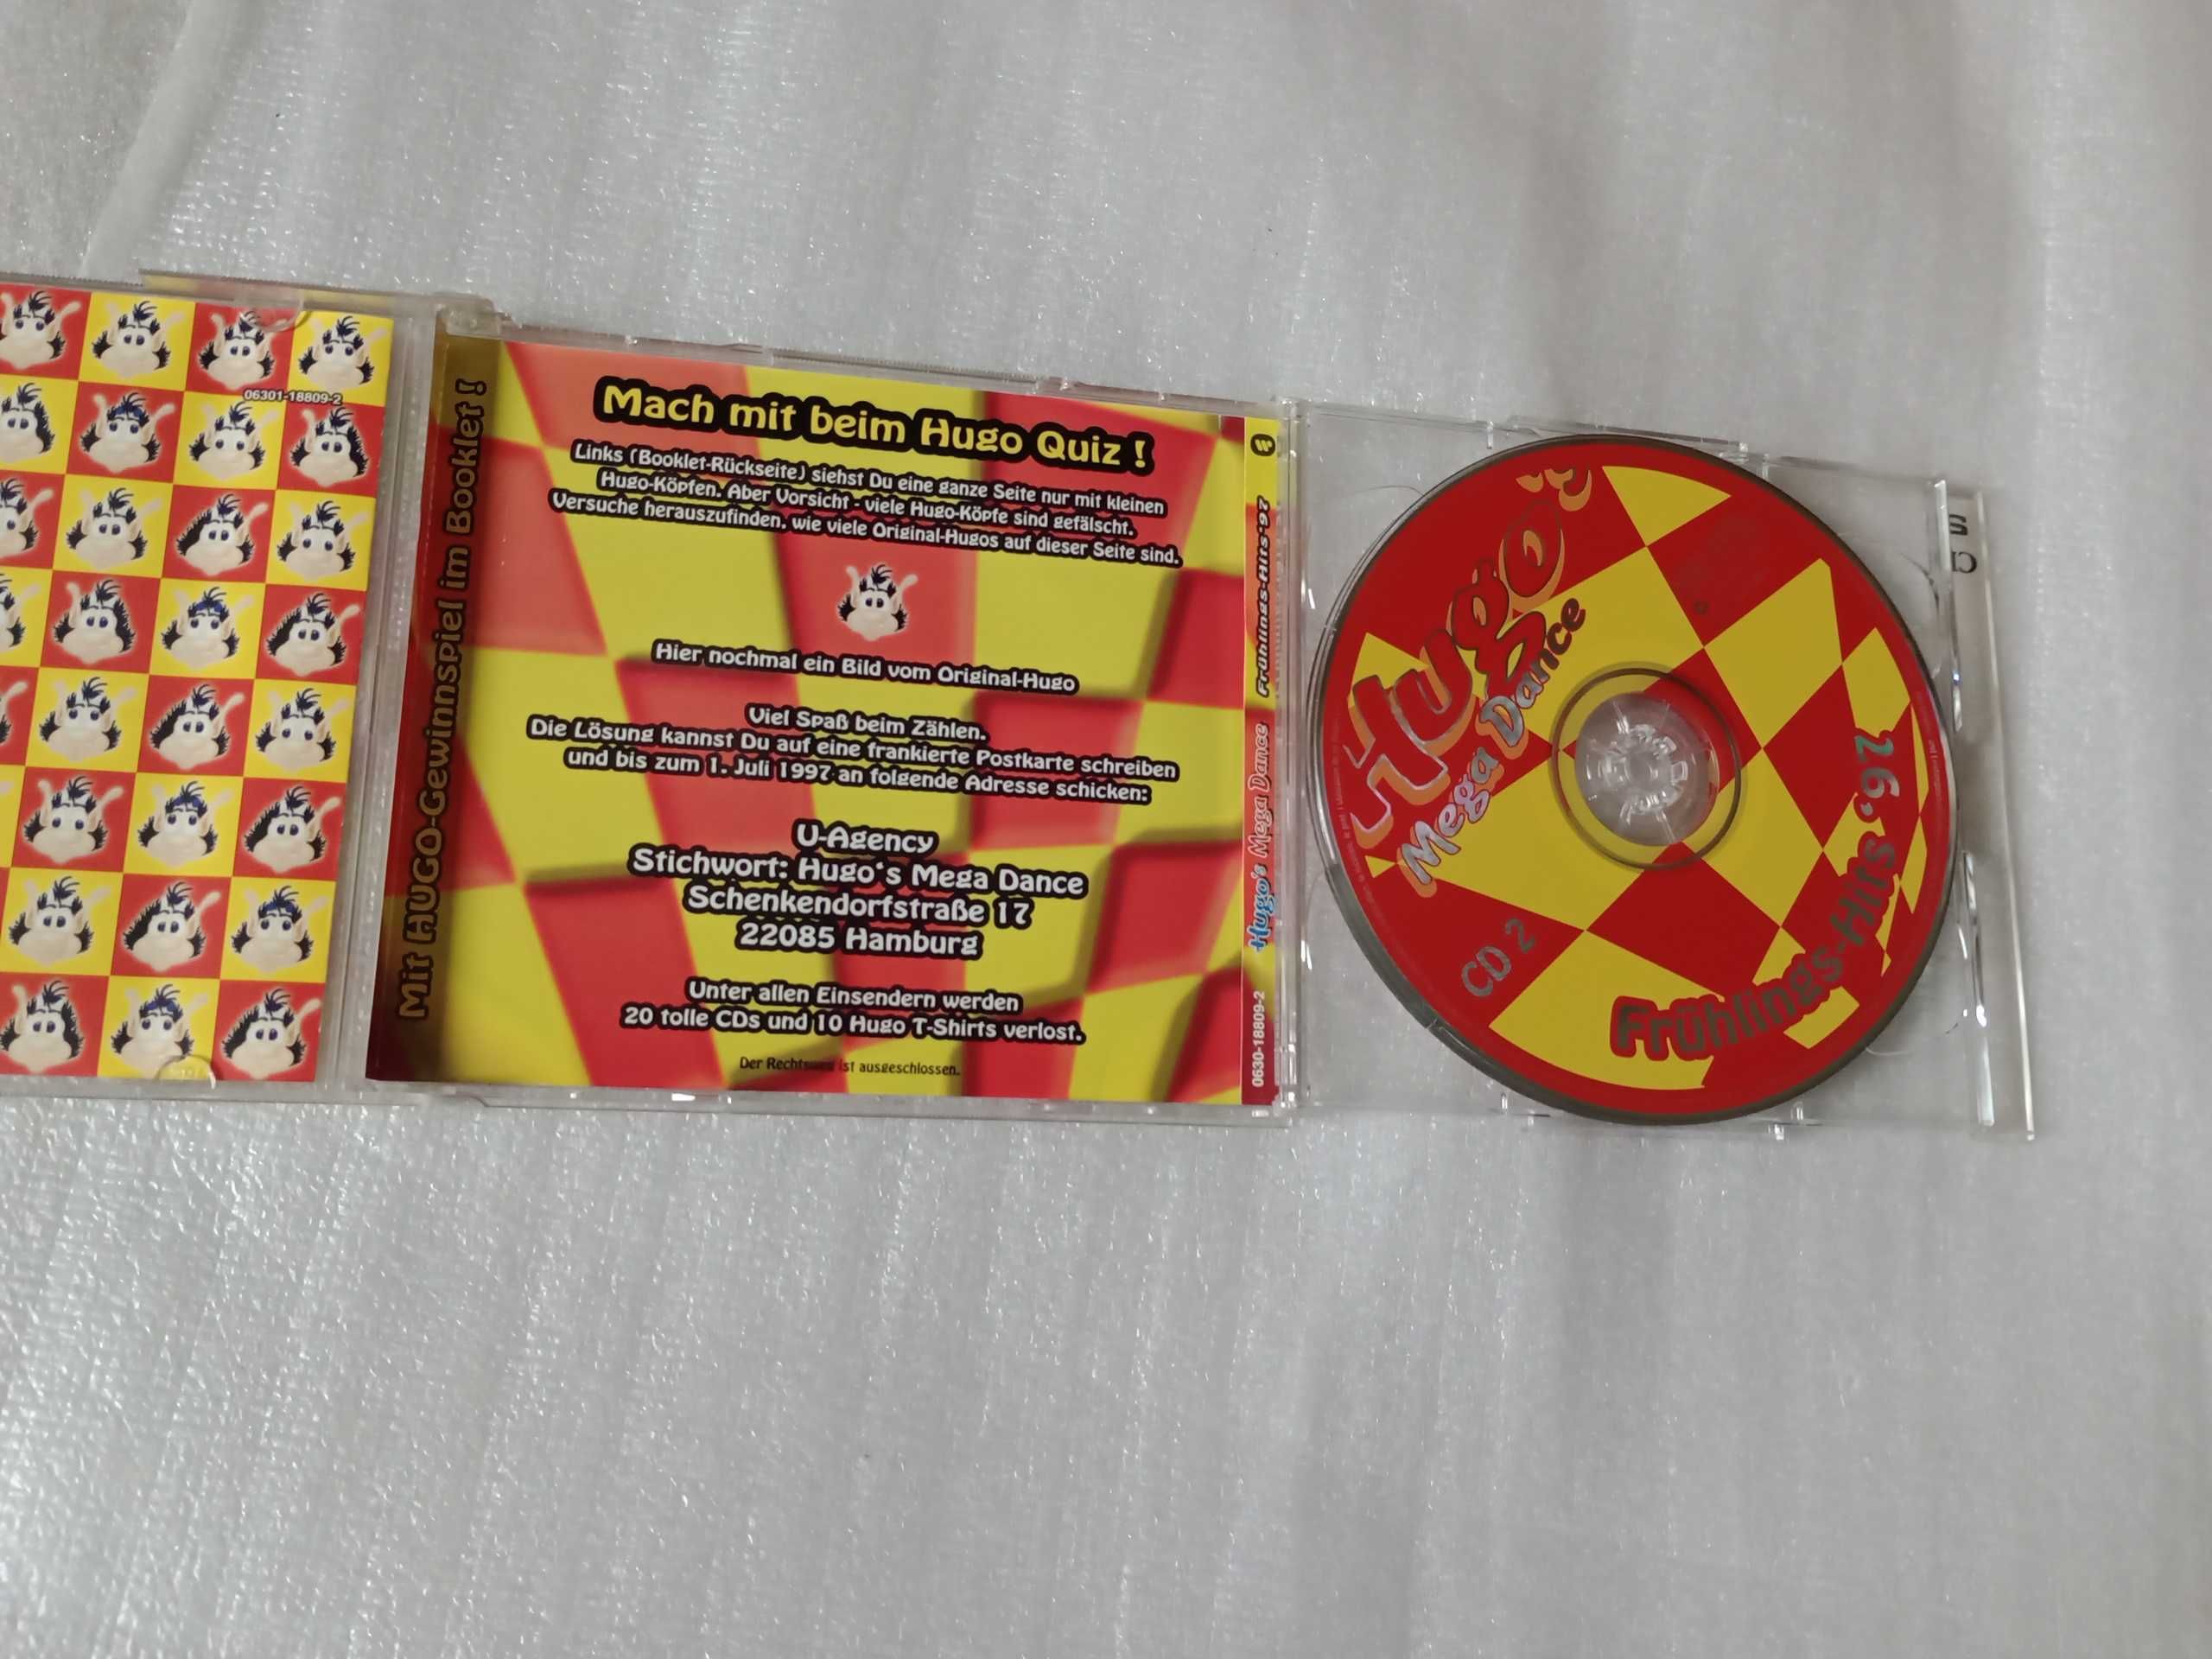 06301-18809-2
Mit HUGO-Gewinnspiel im Booklet !
Mach mit beim Hugo Quiz !
Links (Booklet-Rückseite) siehst Du eine ganze Seite nur mit kleinen
Hugo-Köpfen. Aber Vorsicht - viele Hugo-Köpfe sind gefälscht.
Versuche herauszufinden, wie viele Original-Hugos auf dieser Seite sind.
Hier nochmal ein Bild vom Original-Hugo
Viel Spaß beim Zählen.
Die Lösung kannst Du auf eine frankierte Postkarte schreiben
und bis zum 1. Juli 1997 an folgende Adresse schicken:
U-Agency
Stichwort: Hugo's Mega Dance
Schenkendorfstraße 17
22085 Hamburg
Unter allen Einsendern werden
20 tolle CDs und 10 Hugo T-Shirts verlost.
Der Rechtsweg ist ausgeschlossen.
0630-18809-2 Hugo's Mega Dance Frühlings-Hits '97
Hugo's
Mega Dance
CD 2
Frühlings-Hits '97